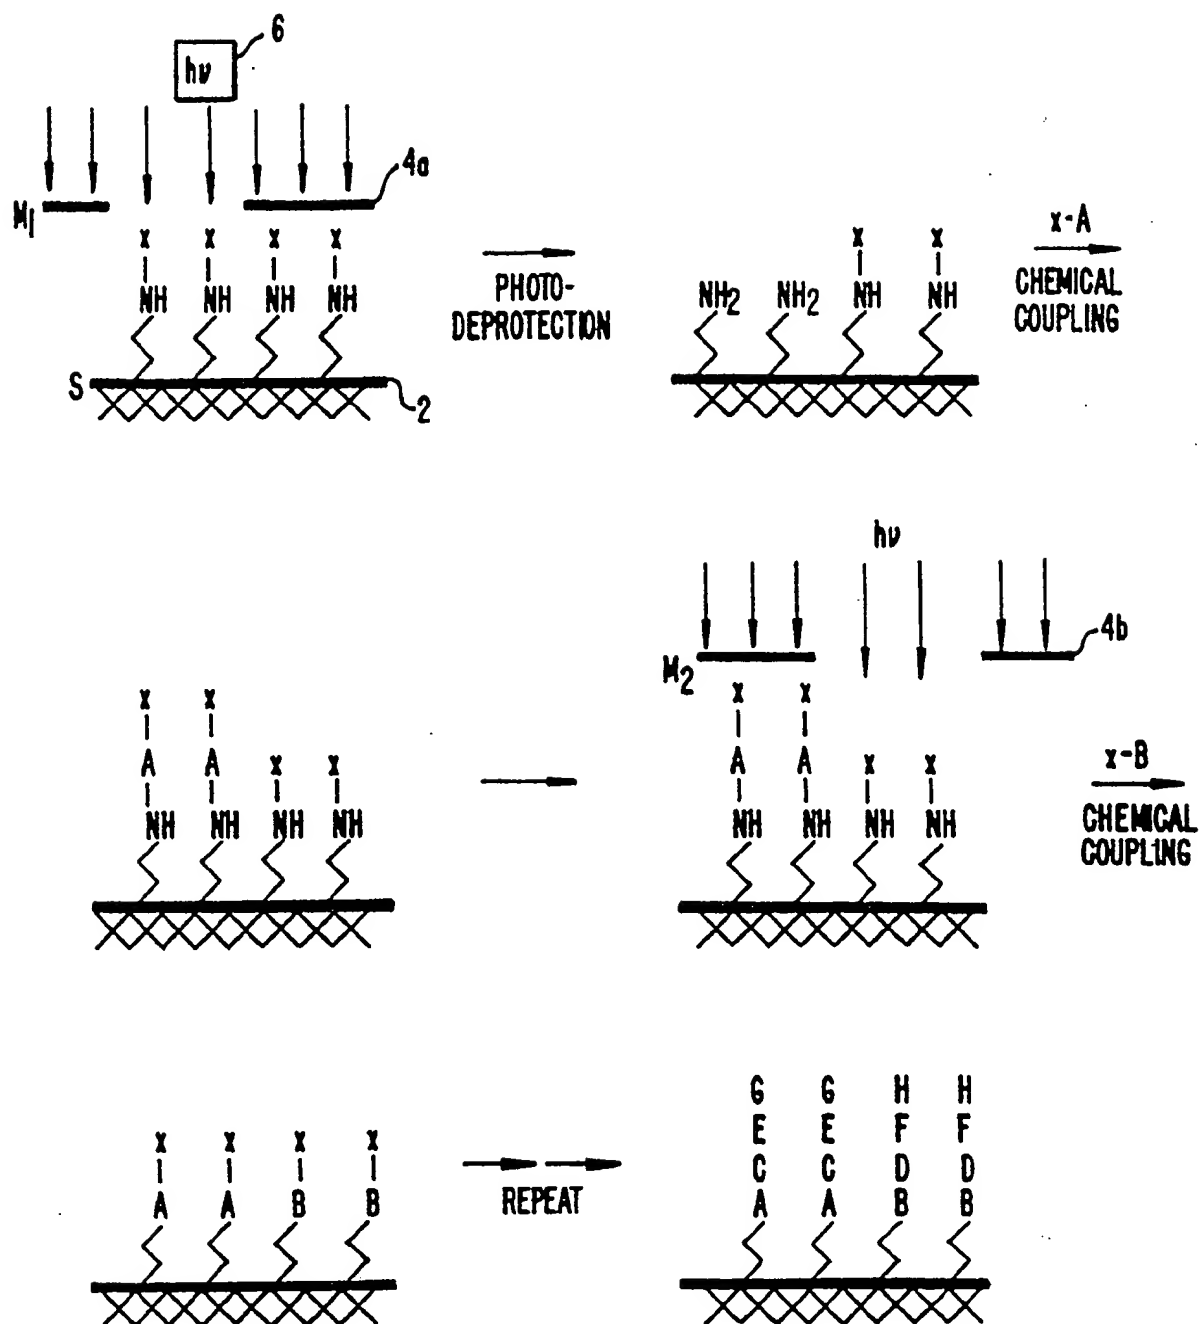 6
hν
4a
M1
x x x x
NH NH NH NH
S
2
PHOTO-
DEPROTECTION
x x
NH2 NH2 NH NH
x-A
CHEMICAL
COUPLING
x x
A A x x
NH NH NH NH
hν
4b
M2
x x
A A x x
NH NH NH NH
x-B
CHEMICAL
COUPLING
x x x x
A A B B
REPEAT
G G H H
E E F F
C C D D
A A B B